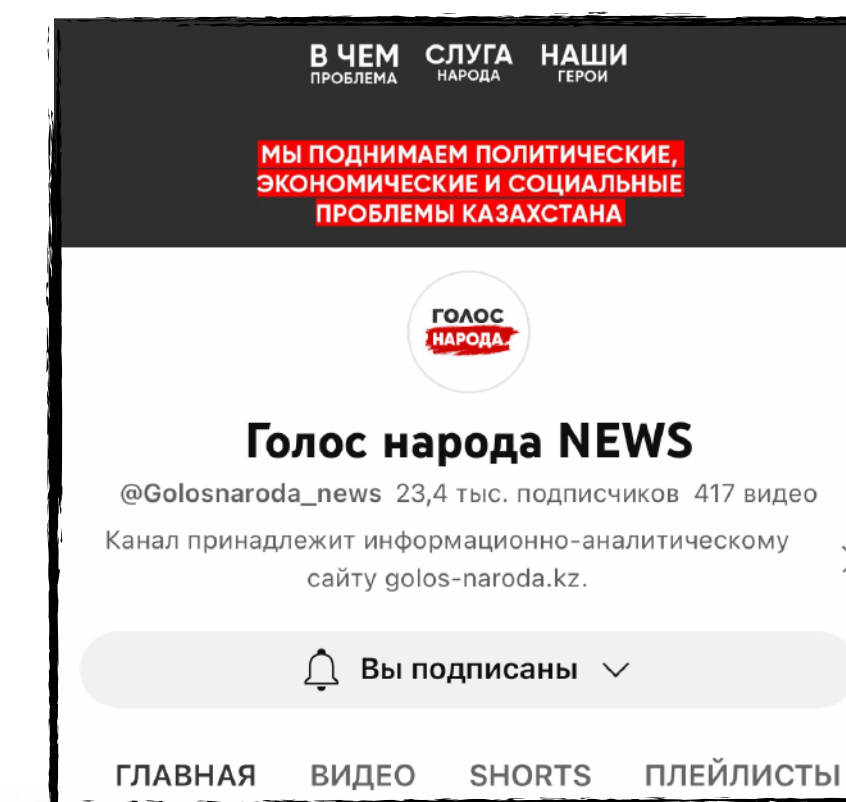 В ЧЕМ СЛУГА НАШИ
ПРОБЛЕМА НАРОДА ГЕРОИ
МЫ ПОДНИМАЕМ ПОЛИТИЧЕСКИЕ,
ЭКОНОМИЧЕСКИЕ И СОЦИАЛЬНЫЕ
ПРОБЛЕМЫ КАЗАХСТАНА
ГОЛОС
НАРОДА
Голос народа NEWS
@Golosnaroda_news 23,4 тыс. подписчиков 417 видео
Канал принадлежит информационно-аналитическому
сайту golos-naroda.kz.
Вы подписаны
ГЛАВНАЯ ВИДЕО SHORTS ПЛЕЙЛИСТЫ